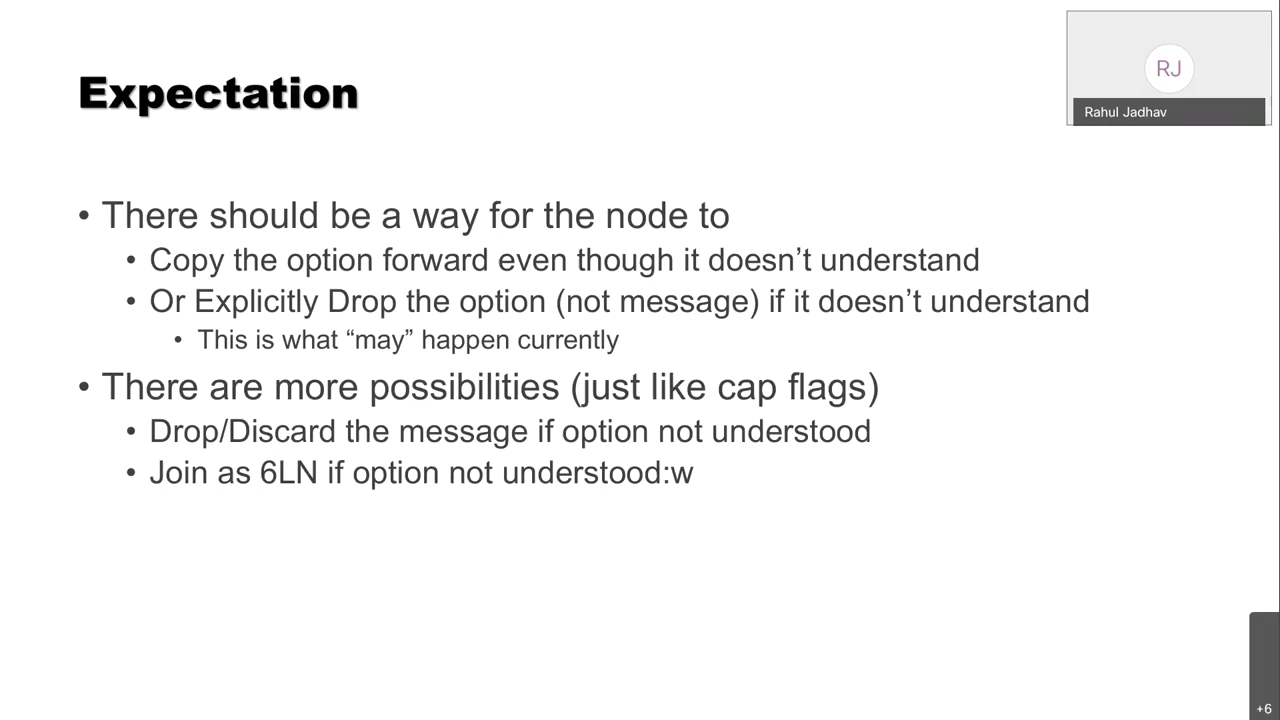 RJ
Rahul Jadhav
Expectation
• There should be a way for the node to
• Copy the option forward even though it doesn’t understand
• Or Explicitly Drop the option (not message) if it doesn’t understand
• This is what “may” happen currently
• There are more possibilities (just like cap flags)
• Drop/Discard the message if option not understood
• Join as 6LN if option not understood:w
+6